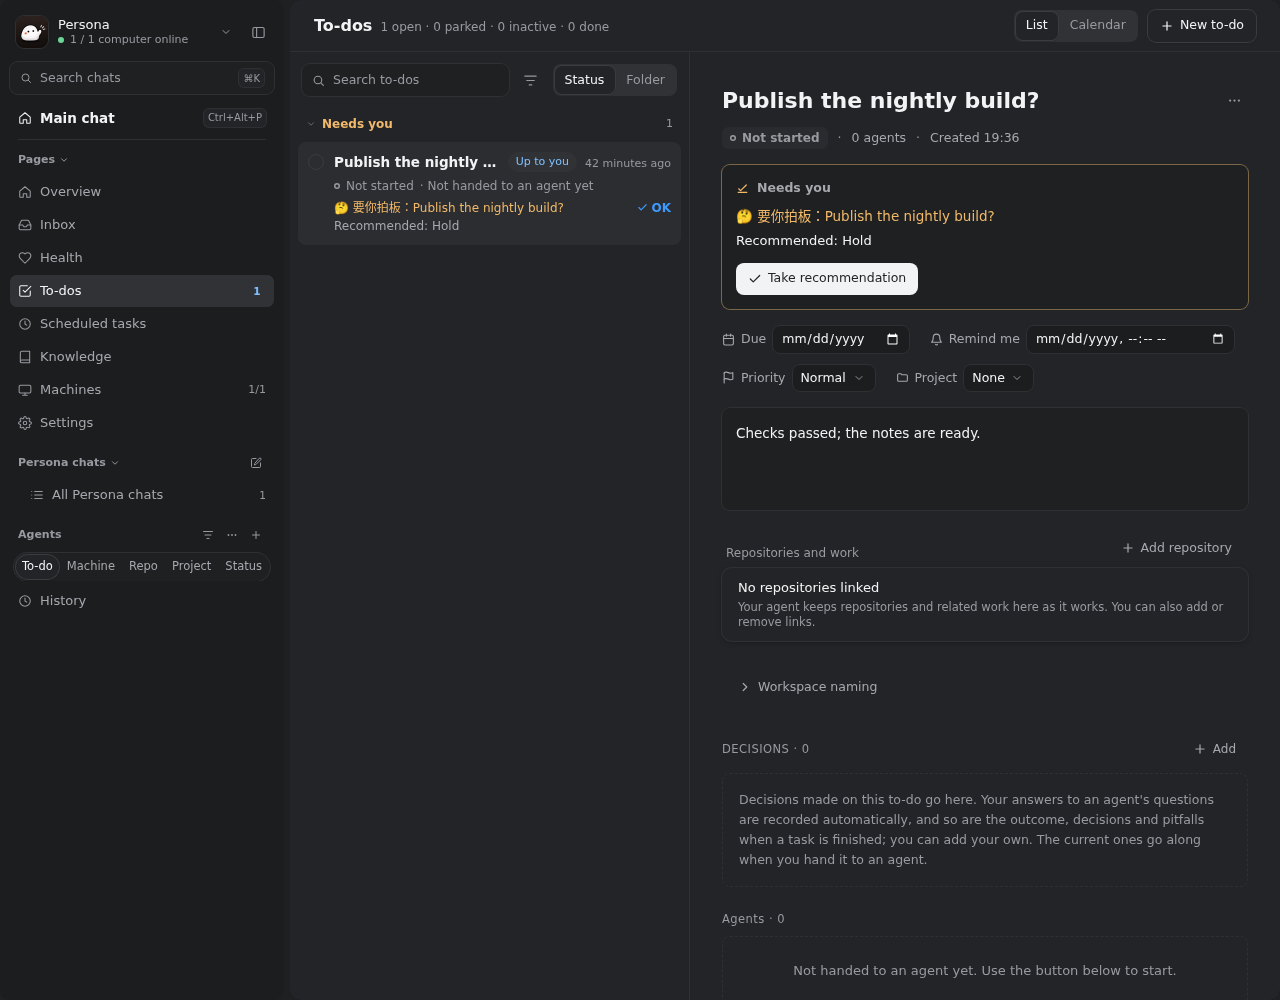 Persona
1 / 1 computer online
Search chats
⌘K
Main chat
Ctrl+Alt+P
Pages
Overview
Inbox
Health
To-dos
1
Scheduled tasks
Knowledge
Machines
1/1
Settings
Persona chats
All Persona chats
1
Agents
To-do
Machine
Repo
Project
Status
History
To-dos
1 open · 0 parked · 0 inactive · 0 done
List
Calendar
New to-do
Search to-dos
Status
Folder
Needs you
1
Publish the nightly ...
Up to you
42 minutes ago
Not started · Not handed to an agent yet
🤔 要你拍板：Publish the nightly build?
OK
Recommended: Hold
Publish the nightly build?
Not started · 0 agents · Created 19:36
Needs you
🤔 要你拍板：Publish the nightly build?
Recommended: Hold
Take recommendation
Due
mm/dd/yyyy
Remind me
mm/dd/yyyy, --:-- --
Priority
Normal
Project
None
Checks passed; the notes are ready.
Repositories and work
Add repository
No repositories linked
Your agent keeps repositories and related work here as it works. You can also add or
remove links.
Workspace naming
DECISIONS · 0
Add
Decisions made on this to-do go here. Your answers to an agent's questions
are recorded automatically, and so are the outcome, decisions and pitfalls
when a task is finished; you can add your own. The current ones go along
when you hand it to an agent.
Agents · 0
Not handed to an agent yet. Use the button below to start.